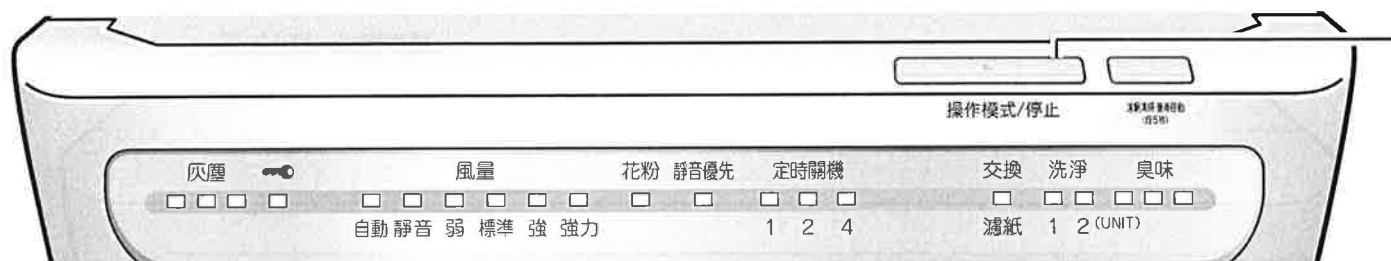 操作模式/停止
灰塵 風量 花粉 靜音優先 定時關機 交換 洗淨 臭味
自動 靜音 弱 標準 強 強力 1 2 4 濾紙 1 2 (UNIT)